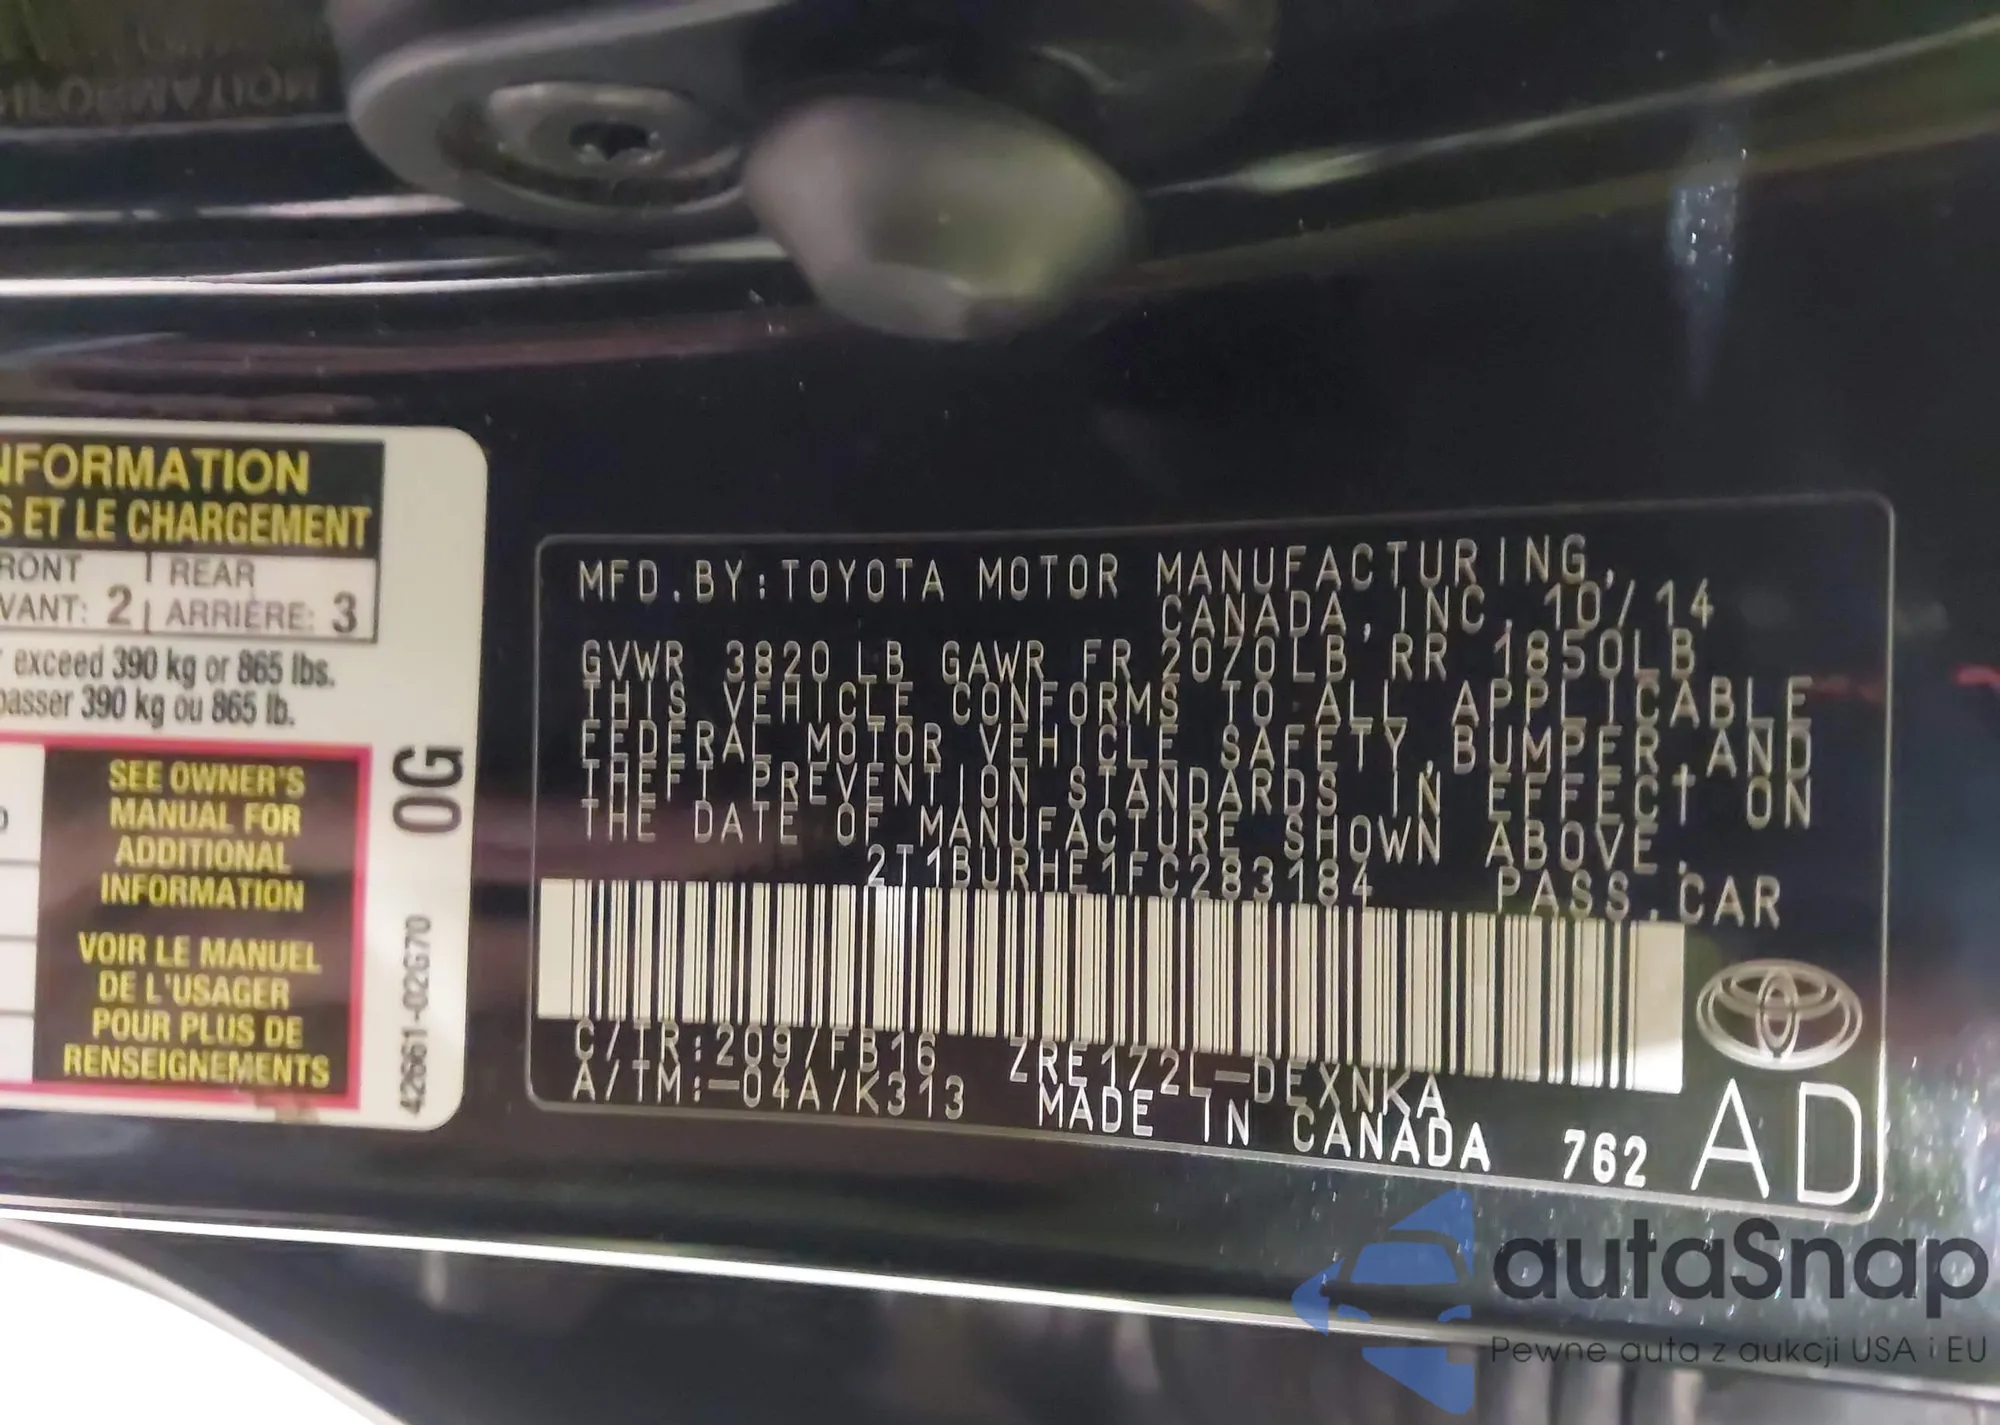 NFORMATION
S ET LE CHARGEMENT
RONT | REAR
VANT: 2 | ARRIÈRE: 3
exceed 390 kg or 865 lbs.
passer 390 kg ou 865 lb.
SEE OWNER'S
MANUAL FOR
ADDITIONAL
INFORMATION
VOIR LE MANUEL
DE L'USAGER
POUR PLUS DE
RENSEIGNEMENTS
0G
42661-02G70
MFD.BY:TOYOTA MOTOR MANUFACTURING,
CANADA,INC. 10/14
GVWR 3820 LB GAWR FR 2070LB RR 1850LB
THIS VEHICLE CONFORMS TO ALL APPLICABLE
FEDERAL MOTOR VEHICLE SAFETY,BUMPER,AND
THEFT PREVENTION STANDARDS IN EFFECT ON
THE DATE OF MANUFACTURE SHOWN ABOVE.
2T1BURHE1FC283184 PASS.CAR
C/TR:209/FB16 ZRE172L-DEXNKA
A/TM:-04A/K313 MADE IN CANADA 762 AD
autaSnap
Pewne auta z aukcji USA i EU